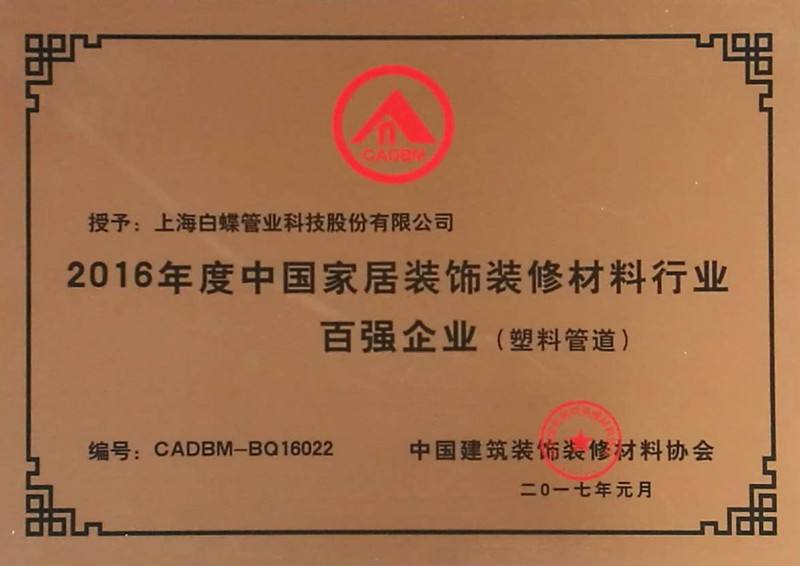 CADBM
授予：上海白蝶管业科技股份有限公司
2016年度中国家居装饰装修材料行业
百强企业（塑料管道）
编号：CADBM-BQ16022
中国建筑装饰装修材料协会
二0一七年元月